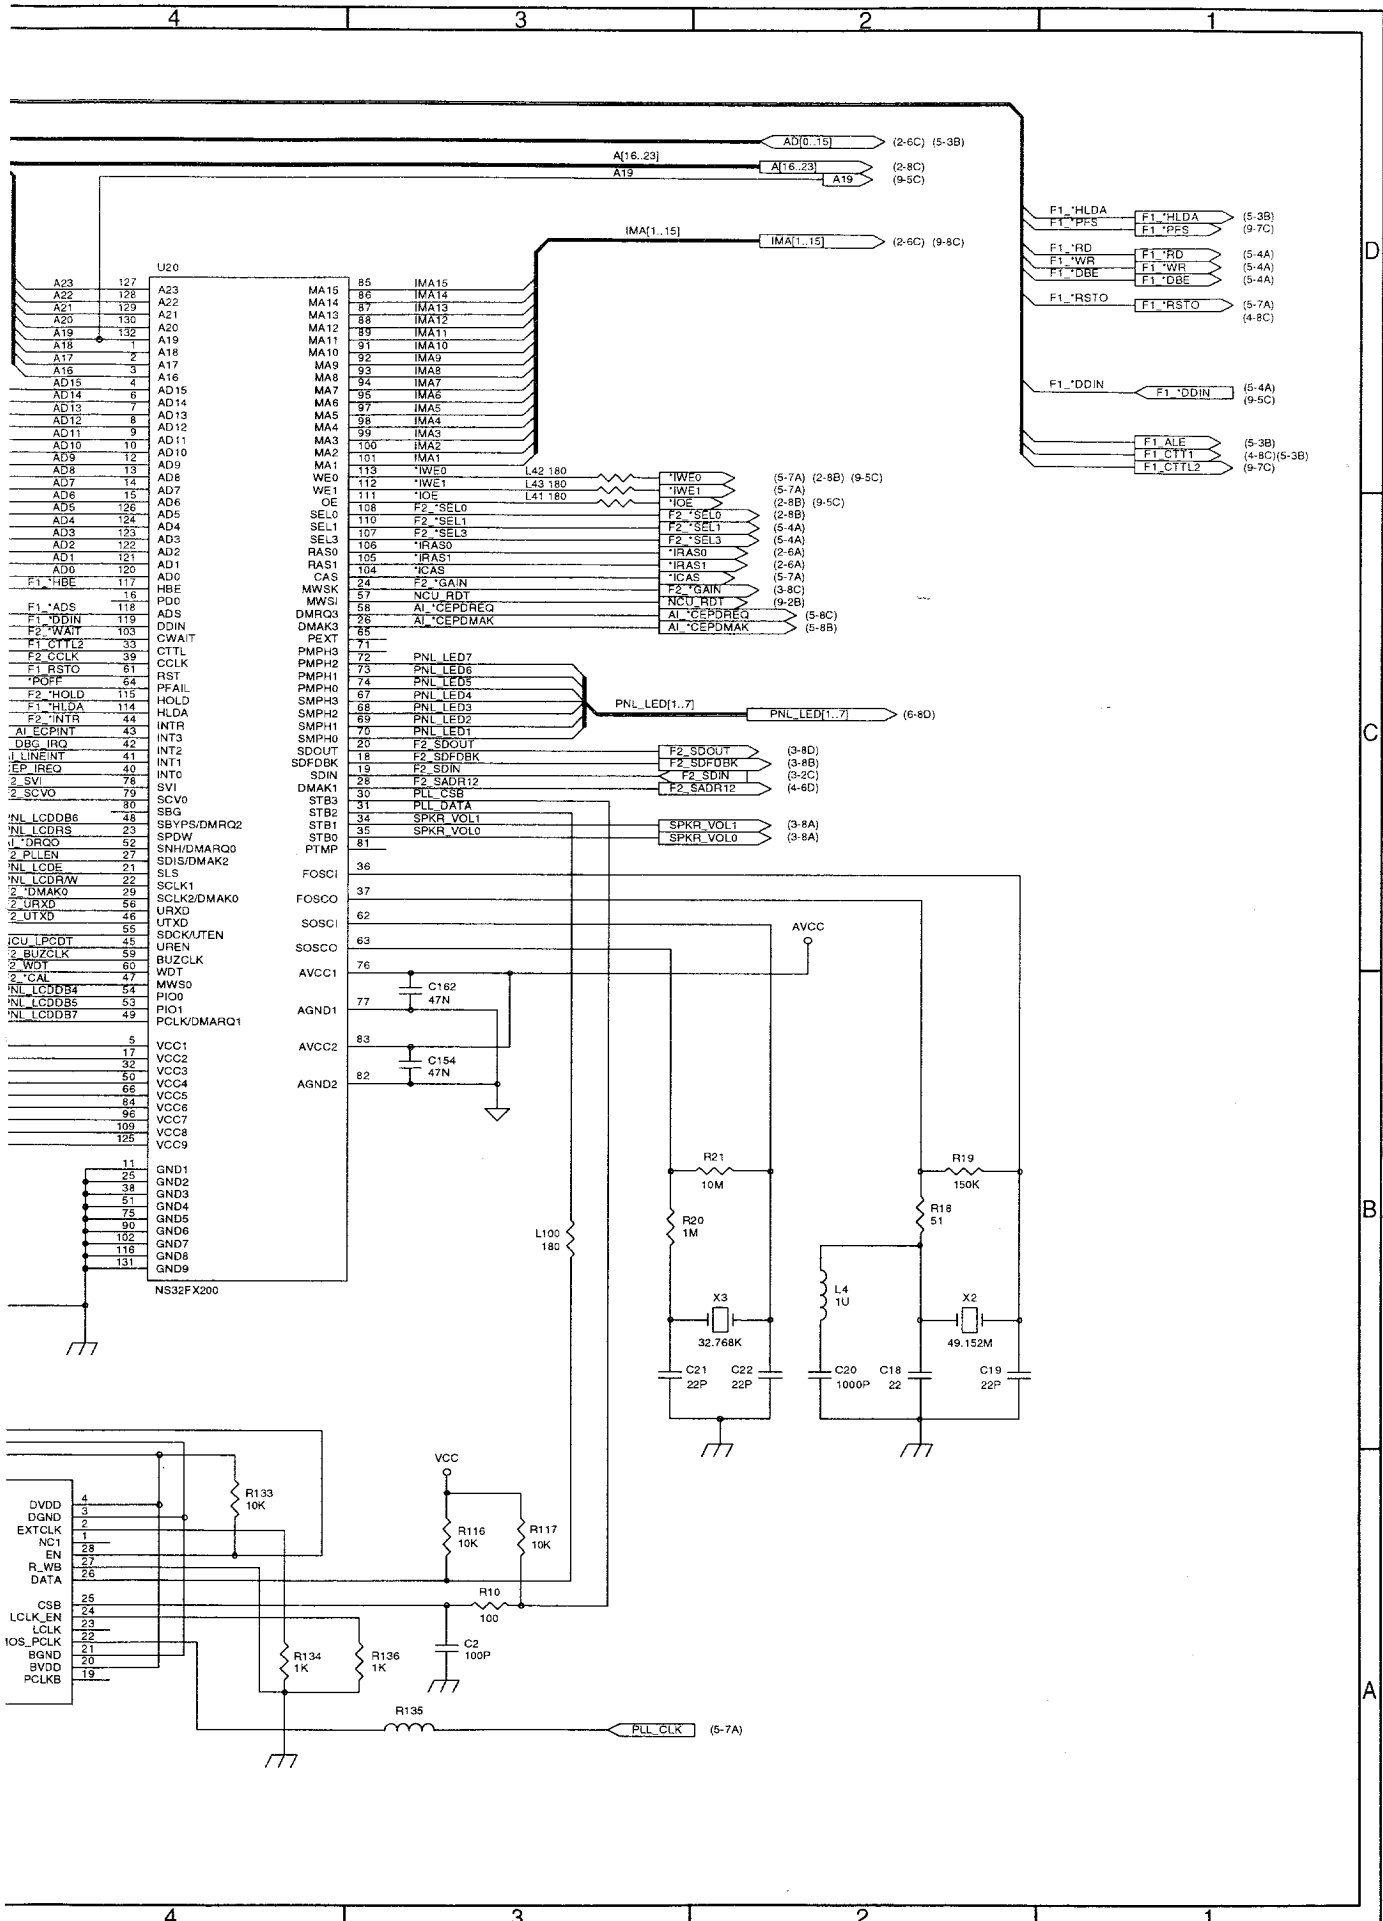 4 3 2 1
AD[0..15] (2-6C) (5-3B)
A[16..23] A[16..23] (2-8C)
A19 A19 (9-5C)
IMA[1..15] IMA[1..15] (2-6C) (9-8C)
F1_*HLDA F1_*HLDA (5-3B)
F1_*PFS F1_*PFS (9-7C)
F1_*RD F1_*RD (5-4A)
F1_*WR F1_*WR (5-4A)
F1_*DBE F1_*DBE (5-4A)
F1_*RSTO F1_*RSTO (5-7A)
(4-8C)
F1_*DDIN F1_*DDIN (5-4A)
(9-5C)
F1_ALE (5-3B)
F1_CTT1 (4-8C)(5-3B)
F1_CTTL2 (9-7C)
D
C
B
A
U20
A23 127 A23 MA15 85 IMA15
A22 128 A22 MA14 86 IMA14
A21 129 A21 MA13 87 IMA13
A20 130 A20 MA12 88 IMA12
A19 132 A19 MA11 89 IMA11
A18 1 A18 MA10 91 IMA10
A17 2 A17 MA9 92 IMA9
A16 3 A16 MA8 93 IMA8
AD15 4 AD15 MA7 94 IMA7
AD14 6 AD14 MA6 95 IMA6
AD13 7 AD13 MA5 97 IMA5
AD12 8 AD12 MA4 98 IMA4
AD11 9 AD11 MA3 99 IMA3
AD10 10 AD10 MA2 100 IMA2
AD9 12 AD9 MA1 101 IMA1
AD8 13 AD8 WE0 113 *IWE0 L42 180 *IWE0 (5-7A) (2-8B) (9-5C)
AD7 14 AD7 WE1 112 *IWE1 L43 180 *IWE1 (5-7A)
AD6 15 AD6 OE 111 *IOE L41 180 *IOE (2-8B) (9-5C)
AD5 126 AD5 SEL0 108 F2_*SEL0 F2_*SEL0 (2-8B)
AD4 124 AD4 SEL1 110 F2_*SEL1 F2_*SEL1 (5-4A)
AD3 123 AD3 SEL3 107 F2_*SEL3 F2_*SEL3 (5-4A)
AD2 122 AD2 RAS0 106 *IRAS0 *IRAS0 (2-6A)
AD1 121 AD1 RAS1 105 *IRAS1 *IRAS1 (2-6A)
AD0 120 AD0 CAS 104 *ICAS *ICAS (5-7A)
F1_*HBE 117 HBE MWSK 24 F2_*GAIN F2_*GAIN (3-8C)
16 PD0 MWSI 57 NCU_RDT NCU_RDT (9-2B)
F1_*ADS 118 ADS DMRQ3 58 AI_*CEPDREQ AI_*CEPDREQ (5-8C)
F1_*DDIN 119 DDIN DMAK3 26 AI_*CEPDMAK AI_*CEPDMAK (5-8B)
F2_*WAIT 103 CWAIT PEXT 65
F1_CTTL2 33 CTTL PMPH3 71
F2_CCLK 39 CCLK PMPH2 72 PNL_LED7
F1_RSTO 61 RST PMPH1 73 PNL_LED6
*POFF 64 PFAIL PMPH0 74 PNL_LED5
F2_*HOLD 115 HOLD SMPH3 67 PNL_LED4
F1_*HLDA 114 HLDA SMPH2 68 PNL_LED3
F2_*INTR 44 INTR SMPH1 69 PNL_LED2
AI_ECPINT 43 INT3 SMPH0 70 PNL_LED1
PNL_LED[1..7] PNL_LED[1..7] (6-8D)
DBG_IRQ 42 INT2 SDOUT 20 F2_SDOUT F2_SDOUT (3-8D)
I_LINEINT 41 INT1 SDFDBK 18 F2_SDFDBK F2_SDFDBK (3-8B)
EP_IREQ 40 INT0 SDIN 19 F2_SDIN F2_SDIN (3-2C)
2_SVI 78 SVI DMAK1 28 F2_SADR12 F2_SADR12 (4-6D)
2_SCVO 79 SCV0 STB3 30 PLL_CSB
80 SBG STB2 31 PLL_DATA
NL_LCDDB6 48 SBYPS/DMRQ2 STB1 34 SPKR_VOL1 SPKR_VOL1 (3-8A)
NL_LCDRS 23 SPDW STB0 35 SPKR_VOL0 SPKR_VOL0 (3-8A)
I_*DRQ0 52 SNH/DMARQ0 PTMP 81
2_PLLEN 27 SDIS/DMAK2
NL_LCDE 21 SLS FOSCI 36
NL_LCDR/W 22 SCLK1
2_*DMAK0 29 SCLK2/DMAK0 FOSCO 37
2_URXD 56 URXD
2_UTXD 46 UTXD SOSCI 62
55 SDCK/UTEN
ICU_LPCDT 45 UREN SOSCO 63 AVCC
2_BUZCLK 59 BUZCLK
2_WDT 60 WDT AVCC1 76
2_*CAL 47 MWS0
NL_LCDDB4 54 PIO0 C162
NL_LCDDB5 53 PIO1 AGND1 77 47N
NL_LCDDB7 49 PCLK/DMARQ1
5 VCC1 AVCC2 83
17 VCC2 C154
32 VCC3 47N
50 VCC4 AGND2 82
66 VCC5
84 VCC6
96 VCC7
109 VCC8
125 VCC9
11 GND1
25 GND2
38 GND3
51 GND4
75 GND5
90 GND6
102 GND7
116 GND8
131 GND9
NS32FX200
L100
180
R21
10M
R20
1M
X3
32.768K
C21
22P
C22
22P
R19
150K
R18
51
L4
1U
X2
49.152M
C20
1000P
C18
22
C19
22P
DVDD 4
DGND 3
EXTCLK 2
NC1 1
EN 28
R_WB 27
DATA 26
CSB 25
LCLK_EN 24
LCLK 23
IOS_PCLK 22
BGND 21
BVDD 20
PCLKB 19
R133
10K
VCC
R116
10K
R117
10K
R10
100
C2
100P
R134
1K
R136
1K
R135
PLL_CLK (5-7A)
4 3 2 1